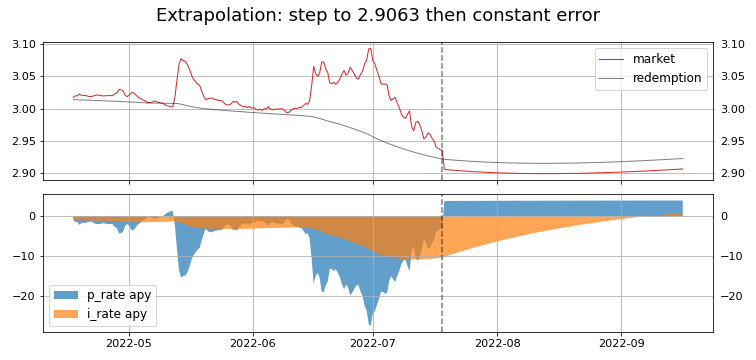 Extrapolation: step to 2.9063 then constant error
3.10 3.10
market
redemption
3.05 3.05
3.00 3.00
2.95 2.95
2.90 2.90
0 0
−10 −10
p_rate apy
−20 −20
i_rate apy
2022-05 2022-06 2022-07 2022-08 2022-09